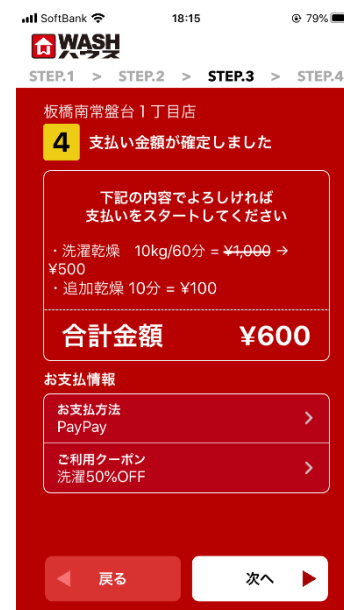 SoftBank 18:15 79%
WASH
ハウス
STEP.1 > STEP.2 > STEP.3 > STEP.4
板橋南常盤台1丁目店
4 支払い金額が確定しました
下記の内容でよろしければ
支払いをスタートしてください
・洗濯乾燥 10kg/60分 = ¥1,000 →
¥500
・追加乾燥 10分 = ¥100
合計金額 ¥600
お支払情報
お支払方法
PayPay
ご利用クーポン
洗濯50%OFF
戻る 次へ